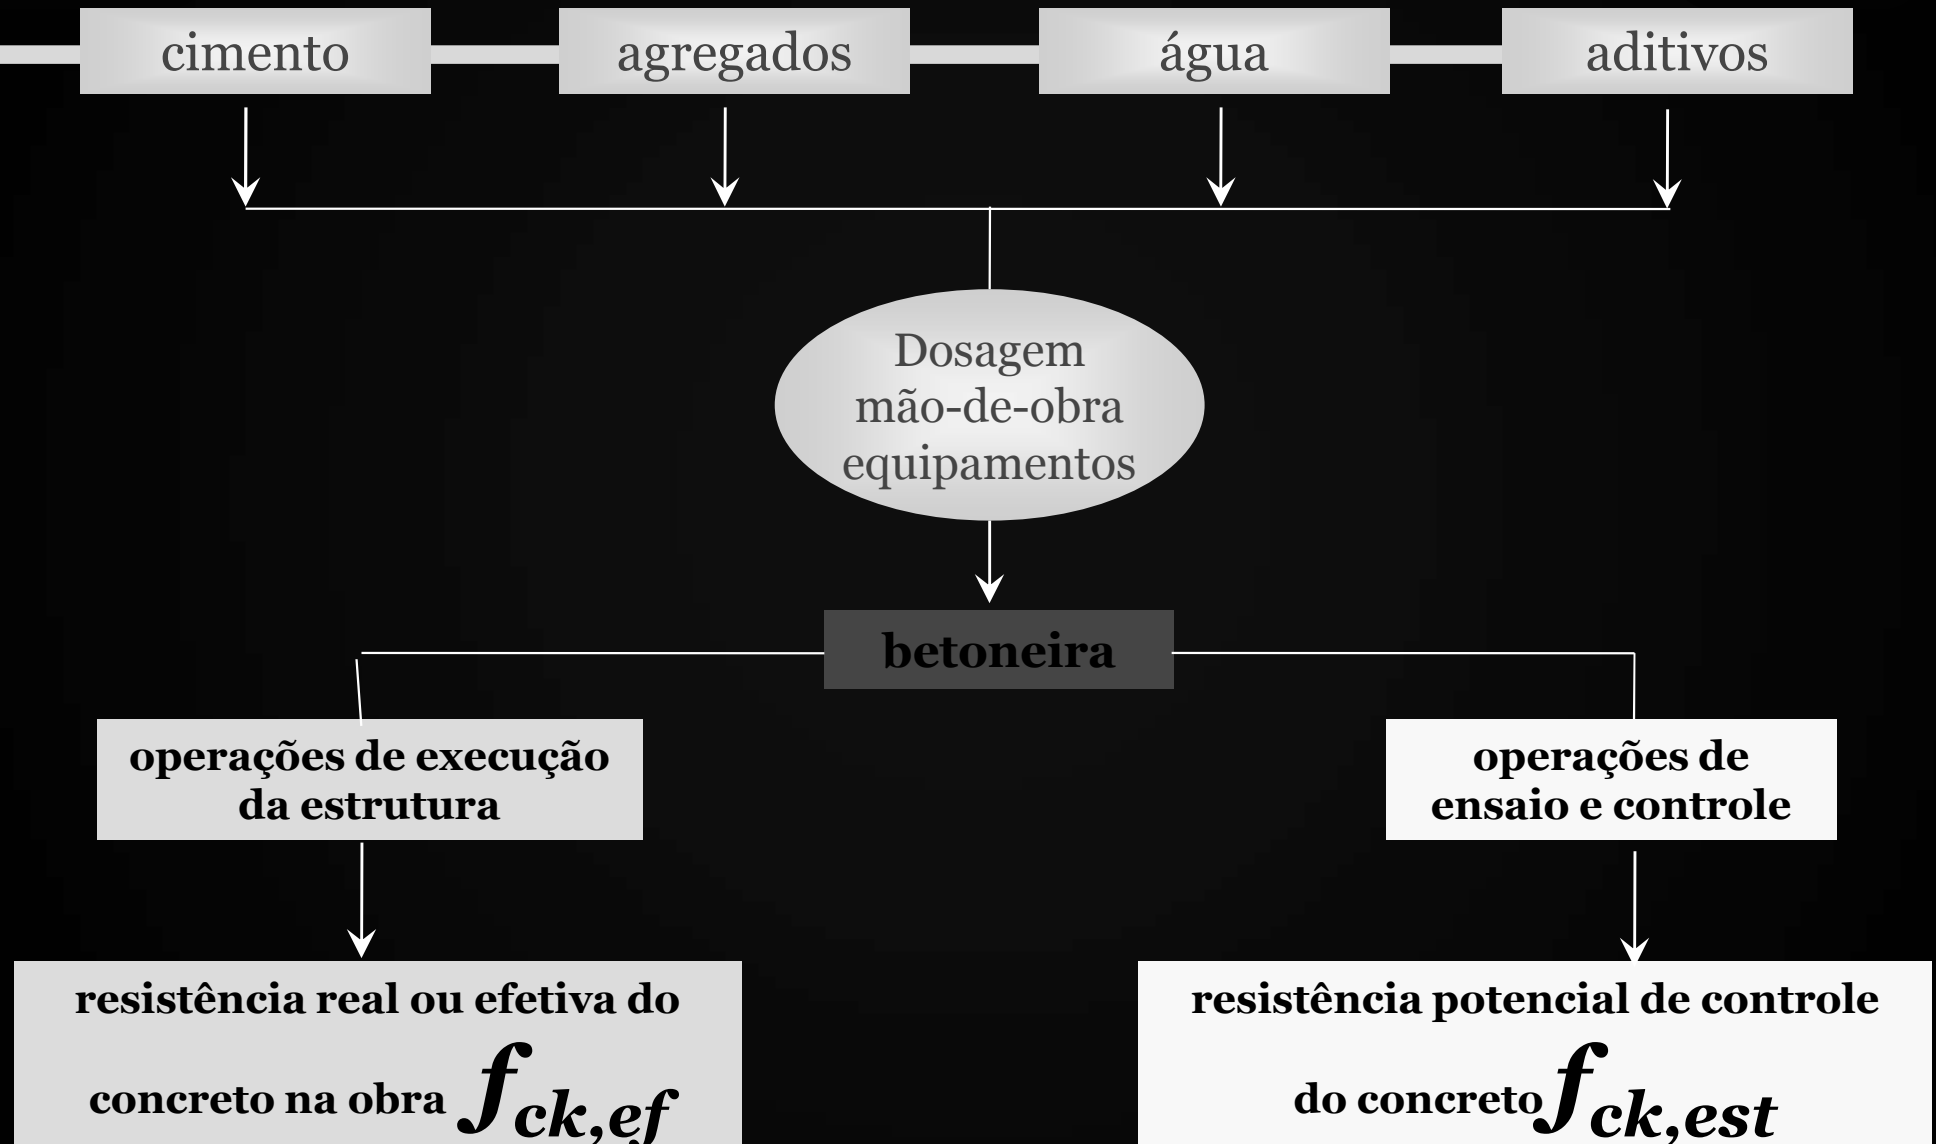 cimento
agregados
água
aditivos
Dosagem
mão-de-obra
equipamentos
betoneira
operações de execução
da estrutura
operações de
ensaio e controle
resistência real ou efetiva do
concreto na obra fck,ef
resistência potencial de controle
do concreto fck,est